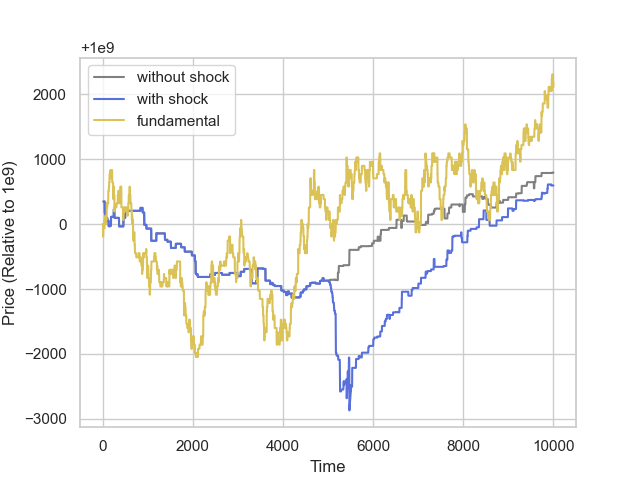 +1e9
without shock
with shock
fundamental
2000
1000
0
−1000
−2000
−3000
Price (Relative to 1e9)
0
2000
4000
6000
8000
10000
Time